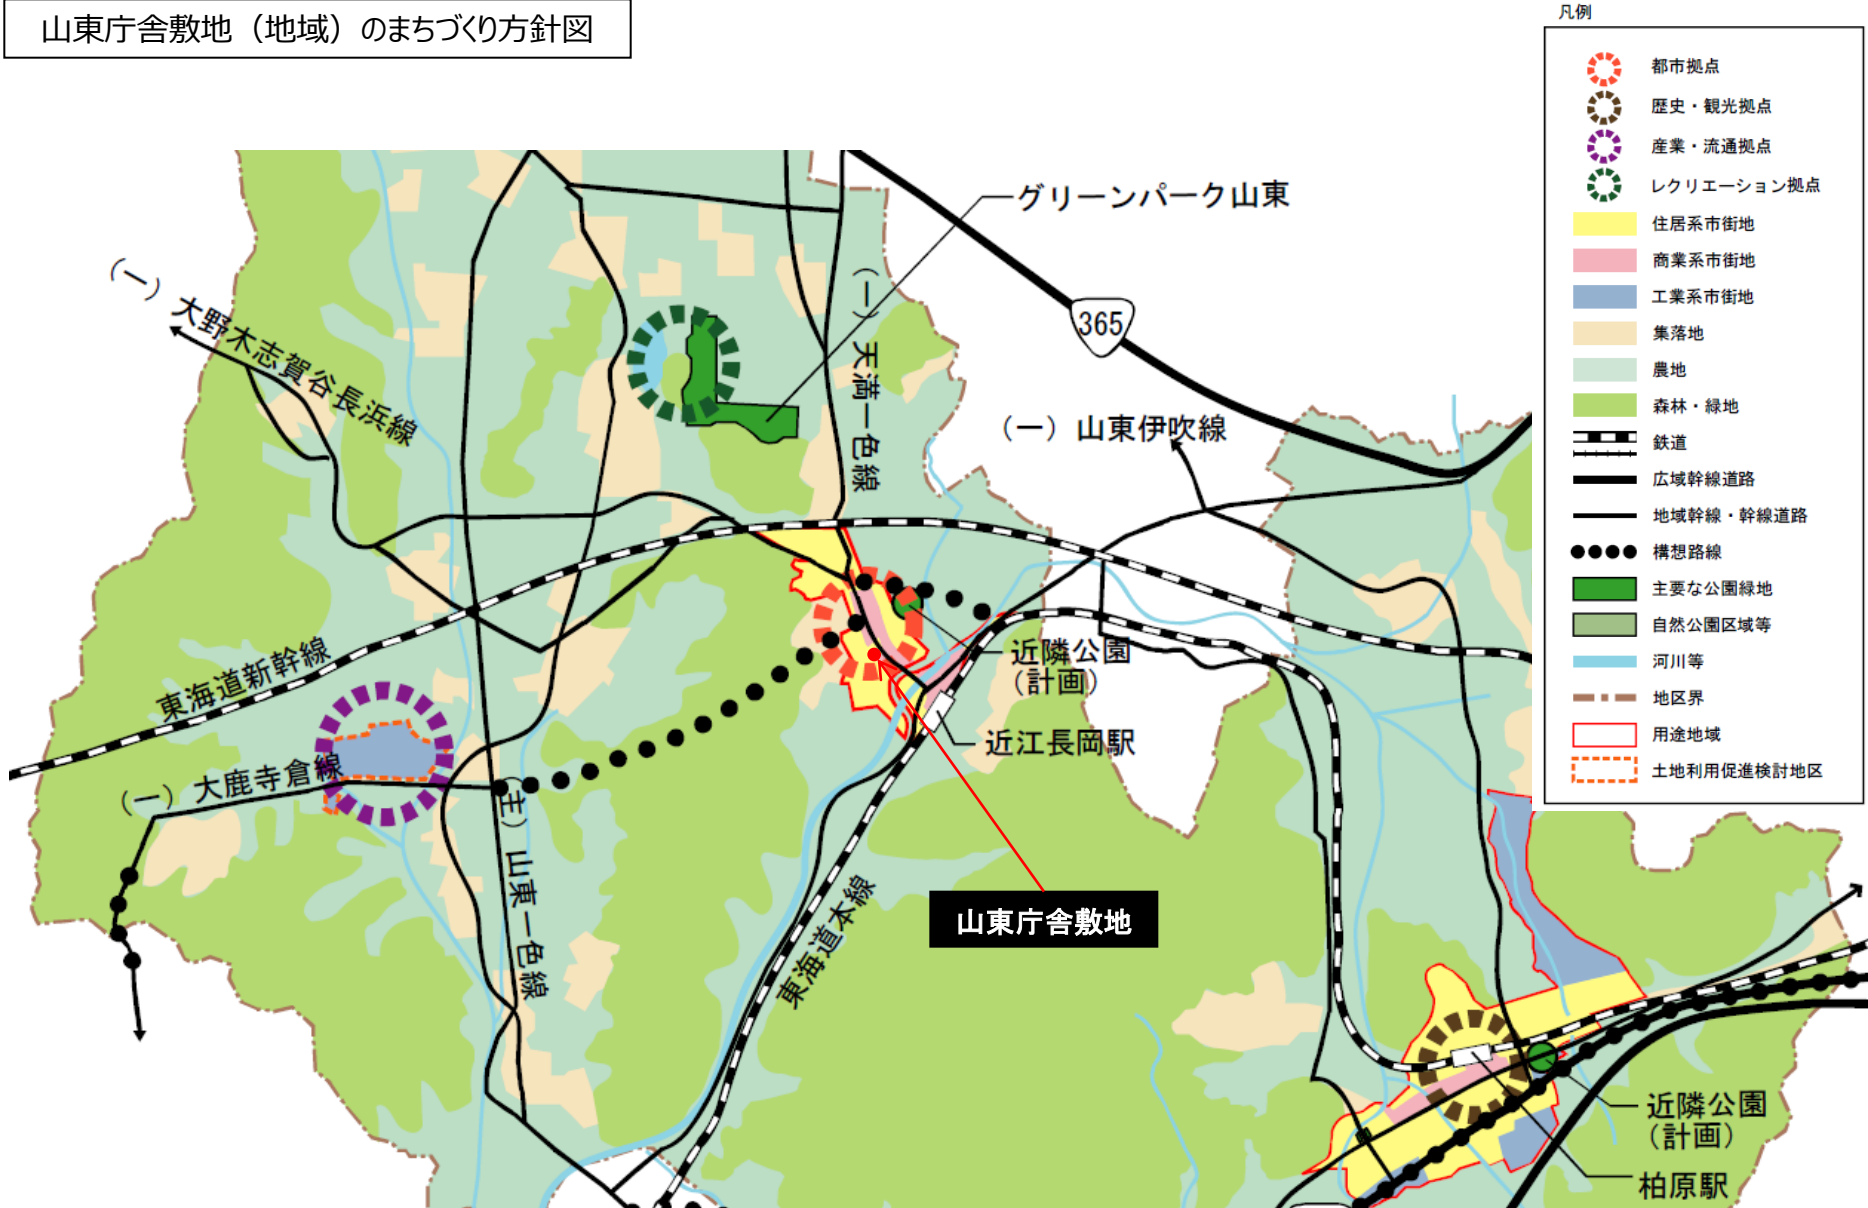 山東庁舎敷地（地域）のまちづくり方針図
凡例
都市拠点
歴史・観光拠点
産業・流通拠点
レクリエーション拠点
住居系市街地
商業系市街地
工業系市街地
集落地
農地
森林・緑地
鉄道
広域幹線道路
地域幹線・幹線道路
構想路線
主要な公園緑地
自然公園区域等
河川等
地区界
用途地域
土地利用促進検討地区
グリーンパーク山東
（一）大野木志賀谷長浜線
（一）天満一色線
365
（一）山東伊吹線
東海道新幹線
近隣公園
（計画）
近江長岡駅
（一）大鹿寺倉線
（主）山東一色線
東海道本線
山東庁舎敷地
近隣公園
（計画）
柏原駅